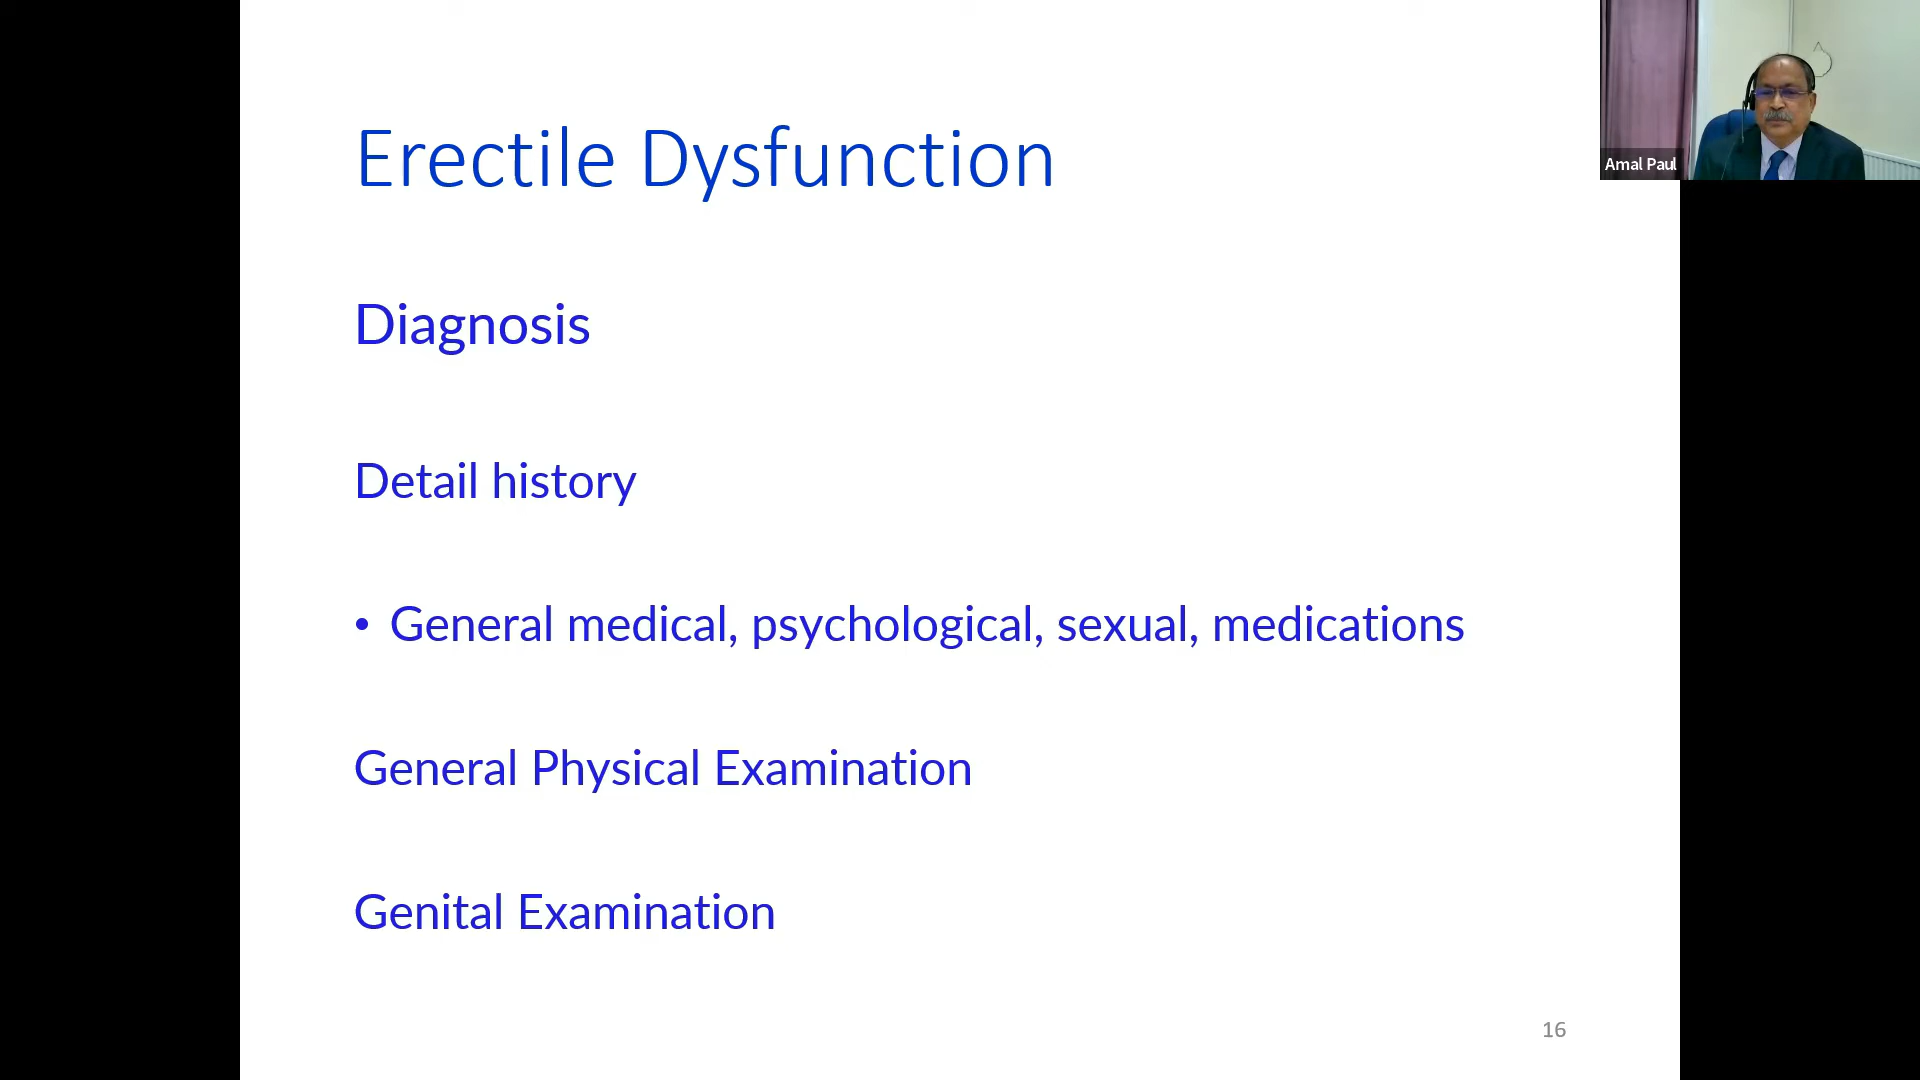 Erectile Dysfunction
Amal Paul
Diagnosis
Detail history
• General medical, psychological, sexual, medications
General Physical Examination
Genital Examination
16